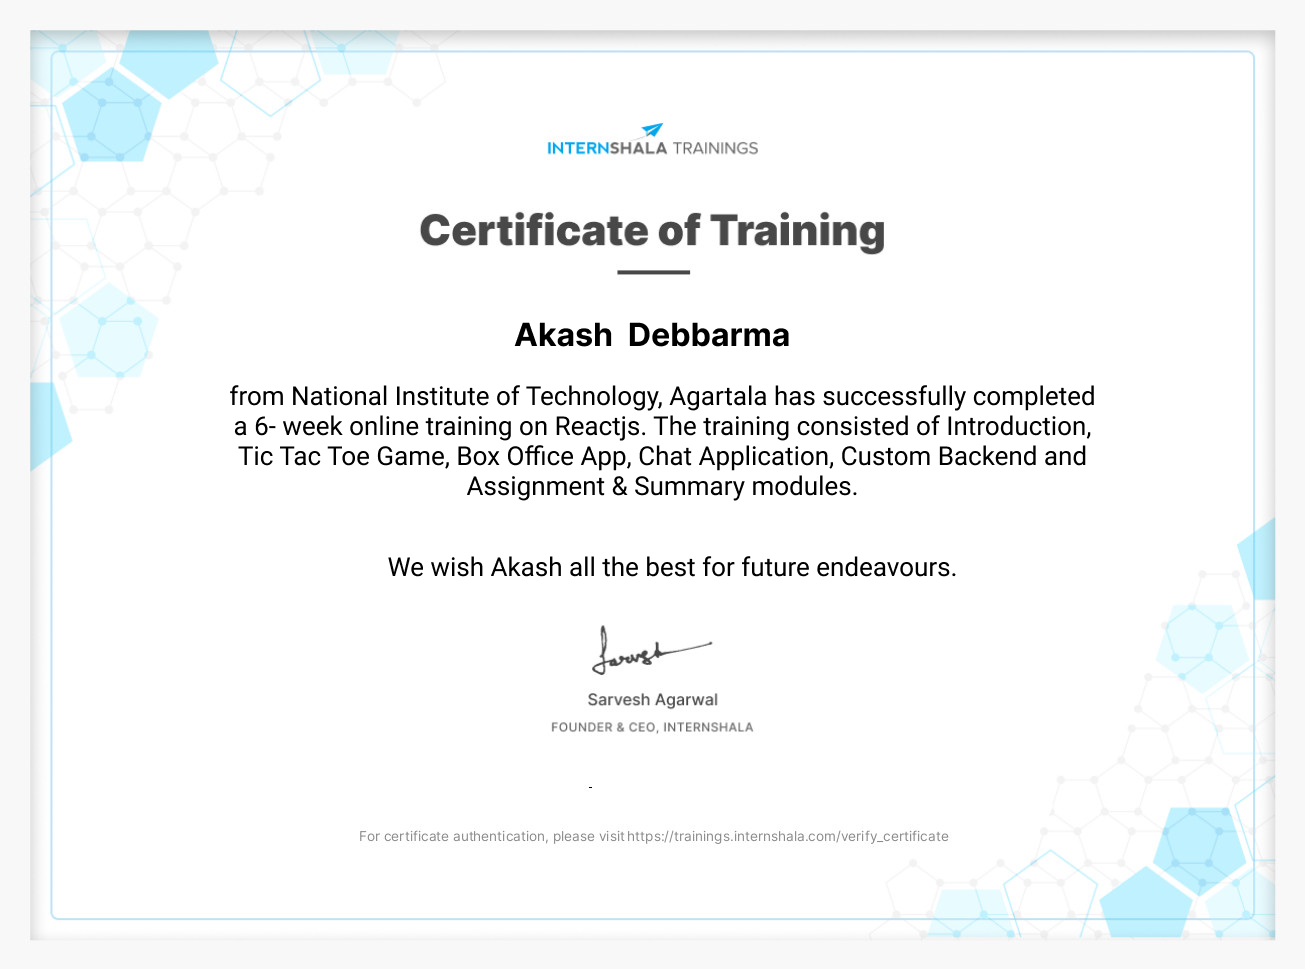 INTERNSHALA TRAININGS
Certificate of Training
Akash Debbarma
from National Institute of Technology, Agartala has successfully completed
a 6- week online training on Reactjs. The training consisted of Introduction,
Tic Tac Toe Game, Box Office App, Chat Application, Custom Backend and
Assignment & Summary modules.
We wish Akash all the best for future endeavours.
Sarvesh
Sarvesh Agarwal
FOUNDER & CEO, INTERNSHALA
-
For certificate authentication, please visit https://trainings.internshala.com/verify_certificate